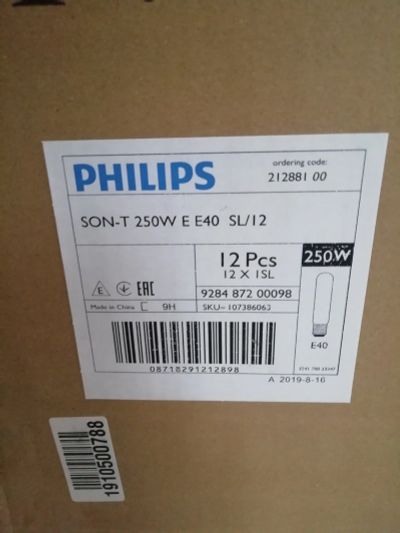 PHILIPS
ordering code:
212881 00
SON-T 250W E E40 SL/12
12 Pcs
12 X 1SL
250W
E EAC
9284 872 00098
Made in China 9H
SKU=107386063
E40
08718291212898
A 2019-8-16
1910500788